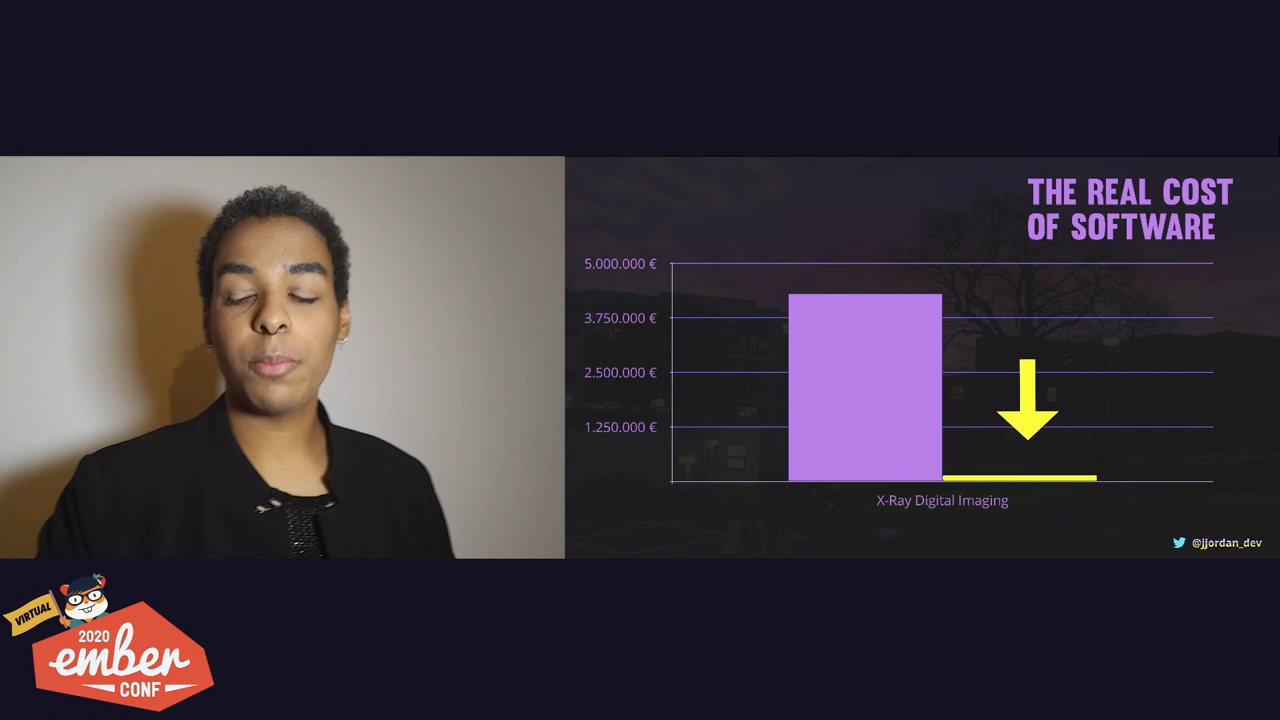 THE REAL COST
OF SOFTWARE
5.000.000 €
3.750.000 €
2.500.000 €
1.250.000 €
X-Ray Digital Imaging
@jjordan_dev
VIRTUAL
2020
ember
CONF